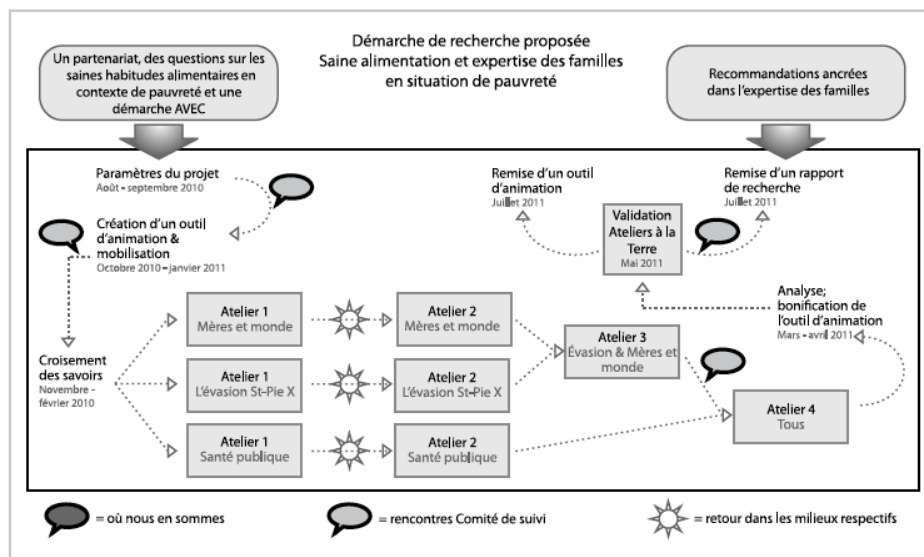 Démarche de recherche proposée
Saine alimentation et expertise des familles
en situation de pauvreté
Un partenariat, des questions sur les
saines habitudes alimentaires en
contexte de pauvreté et une
démarche AVEC
Recommandations ancrées
dans l'expertise des familles
Paramètres du projet
Août - septembre 2010
Création d'un outil
d'animation &
mobilisation
Octobre 2010 - janvier 2011
Croisement
des savoirs
Novembre -
février 2010
Atelier 1
Mères et monde
Atelier 2
Mères et monde
Atelier 1
L'évasion St-Pie X
Atelier 2
L'évasion St-Pie X
Atelier 1
Santé publique
Atelier 2
Santé publique
Atelier 3
Évasion & Mères et
monde
Atelier 4
Tous
Analyse;
bonification de
l'outil d'animation
Mars - avril 2011
Validation
Ateliers à la
Terre
Mai 2011
Remise d'un outil
d'animation
Juillet 2011
Remise d'un rapport
de recherche
Juillet 2011
= où nous en sommes
= rencontres Comité de suivi
= retour dans les milieux respectifs